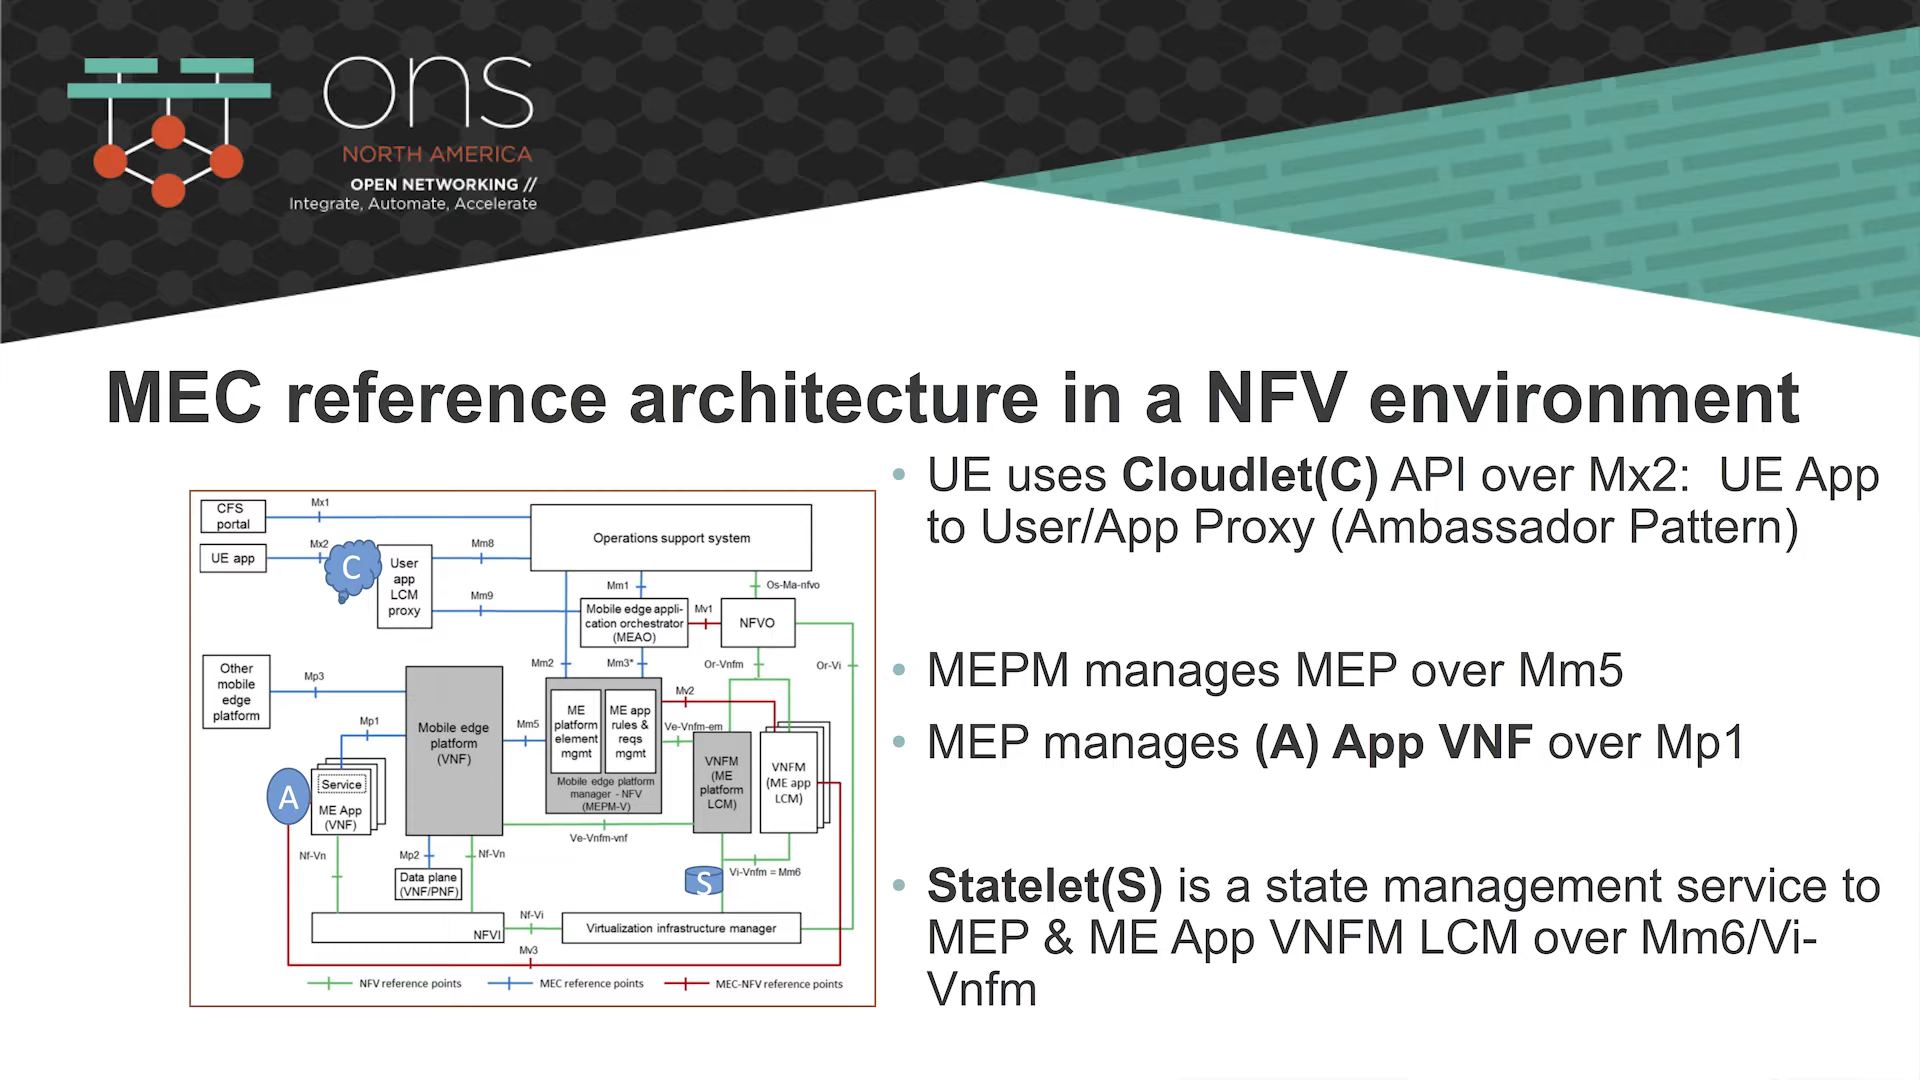 ons
NORTH AMERICA
OPEN NETWORKING //
Integrate, Automate, Accelerate
MEC reference architecture in a NFV environment
CFS
portal
Mx1
Operations support system
UE app
Mx2
C
User
app
LCM
proxy
Mm8
Mm9
Mm1
Os-Ma-nfvo
Mobile edge appli-
cation orchestrator
(MEAO)
Mv1
NFVO
Mm2
Mm3*
Or-Vnfm
Or-Vi
Other
mobile
edge
platform
Mp3
Mp1
Mobile edge
platform
(VNF)
Mm5
ME
platform
element
mgmt
ME app
rules &
reqs
mgmt
Mobile edge platform
manager - NFV
(MEPM-V)
Mv2
Ve-Vnfm-em
VNFM
(ME
platform
LCM)
VNFM
(ME app
LCM)
A
Service
ME App
(VNF)
Ve-Vnfm-vnf
Nf-Vn
Mp2
Nf-Vn
Data plane
(VNF/PNF)
S
Vi-Vnfm = Mm6
NFVI
Nf-Vi
Virtualization infrastructure manager
Mv3
NFV reference points
MEC reference points
MEC-NFV reference points
• UE uses Cloudlet(C) API over Mx2: UE App
to User/App Proxy (Ambassador Pattern)
• MEPM manages MEP over Mm5
• MEP manages (A) App VNF over Mp1
• Statelet(S) is a state management service to
MEP & ME App VNFM LCM over Mm6/Vi-
Vnfm